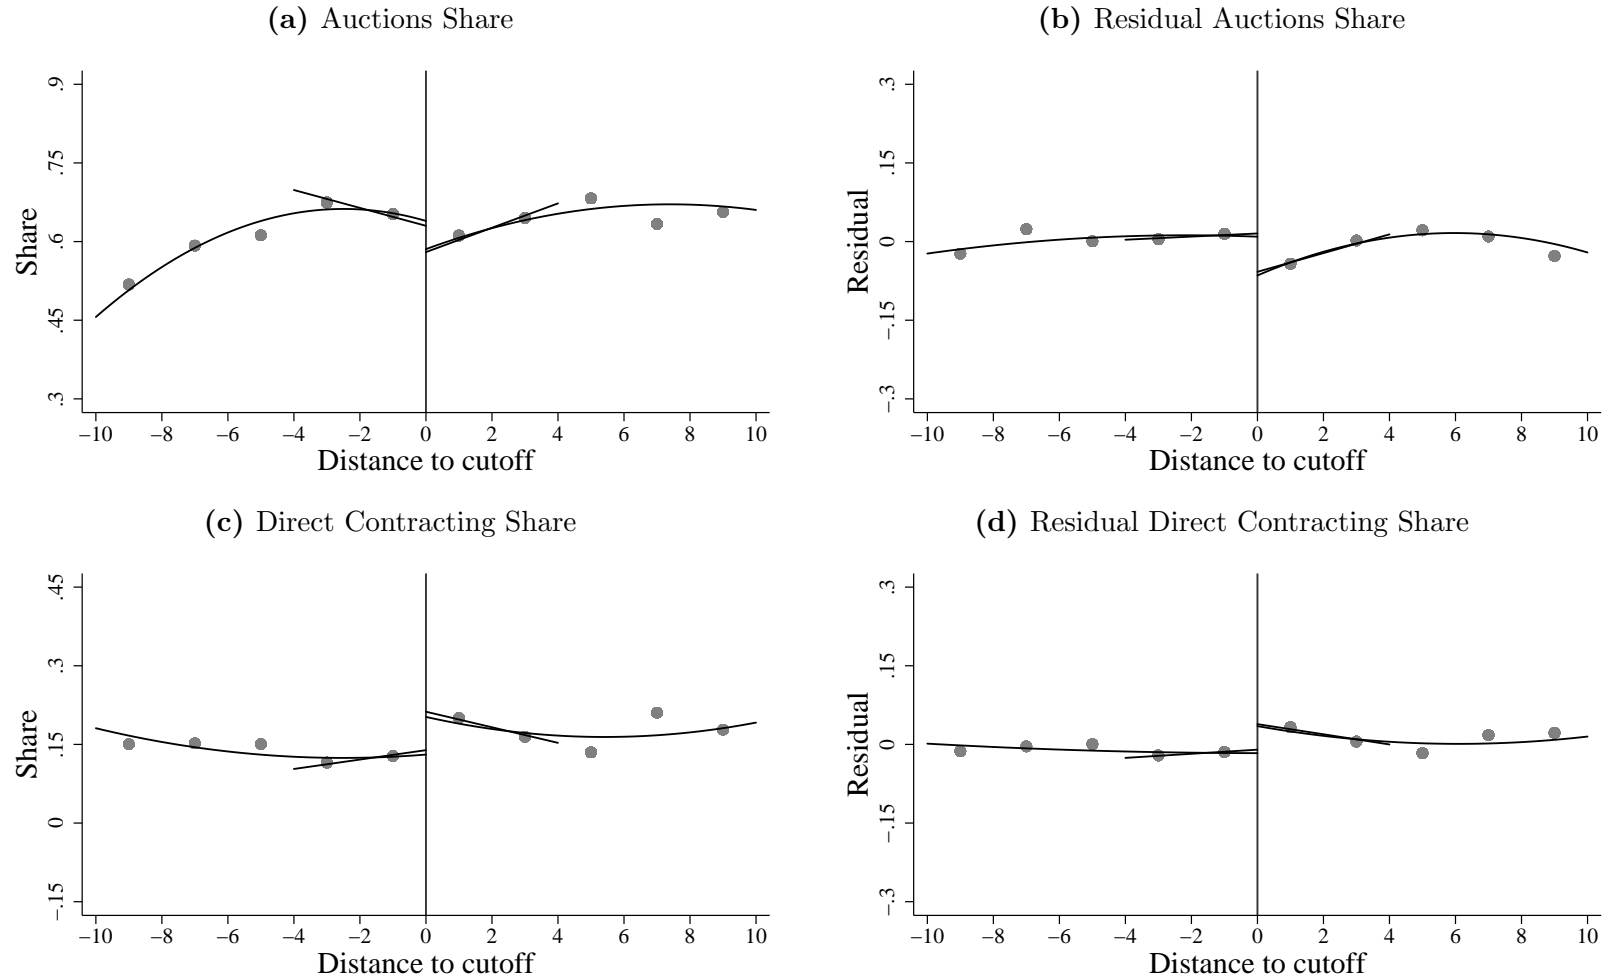 (a) Auctions Share
.9
.75
.6
.45
.3
Share
−10 −8 −6 −4 −2 0 2 4 6 8 10
Distance to cutoff
(b) Residual Auctions Share
.3
.15
0
−.15
−.3
Residual
−10 −8 −6 −4 −2 0 2 4 6 8 10
Distance to cutoff
(c) Direct Contracting Share
.45
.3
.15
0
−.15
Share
−10 −8 −6 −4 −2 0 2 4 6 8 10
Distance to cutoff
(d) Residual Direct Contracting Share
.3
.15
0
−.15
−.3
Residual
−10 −8 −6 −4 −2 0 2 4 6 8 10
Distance to cutoff